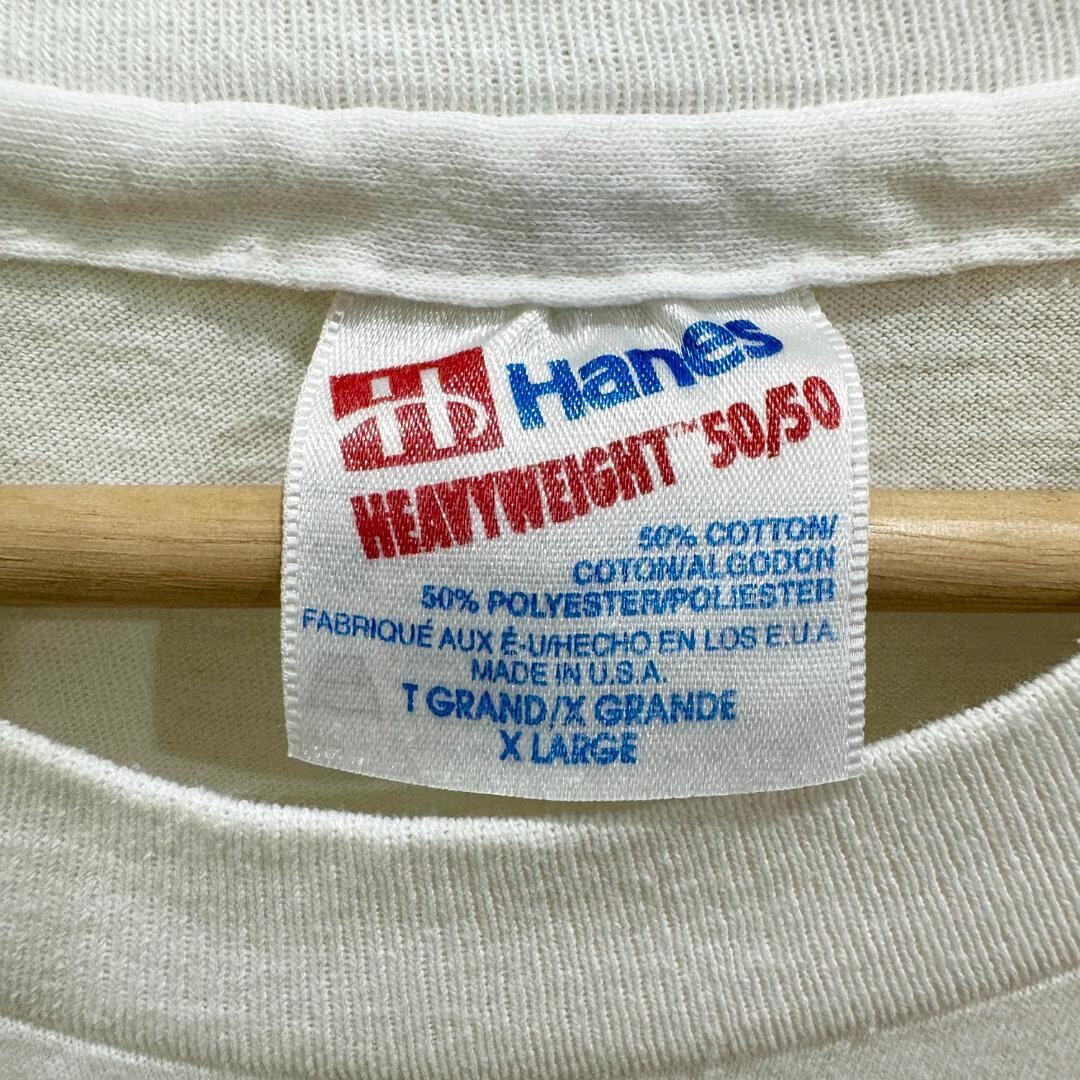 Hanes
HEAVYWEIGHT™ 50/50
50% COTTON/
COTON/ALGODON
50% POLYESTER/POLIESTER
FABRIQUÉ AUX É-U/HECHO EN LOS E.U.A.
MADE IN U.S.A.
T GRAND/X GRANDE
X LARGE